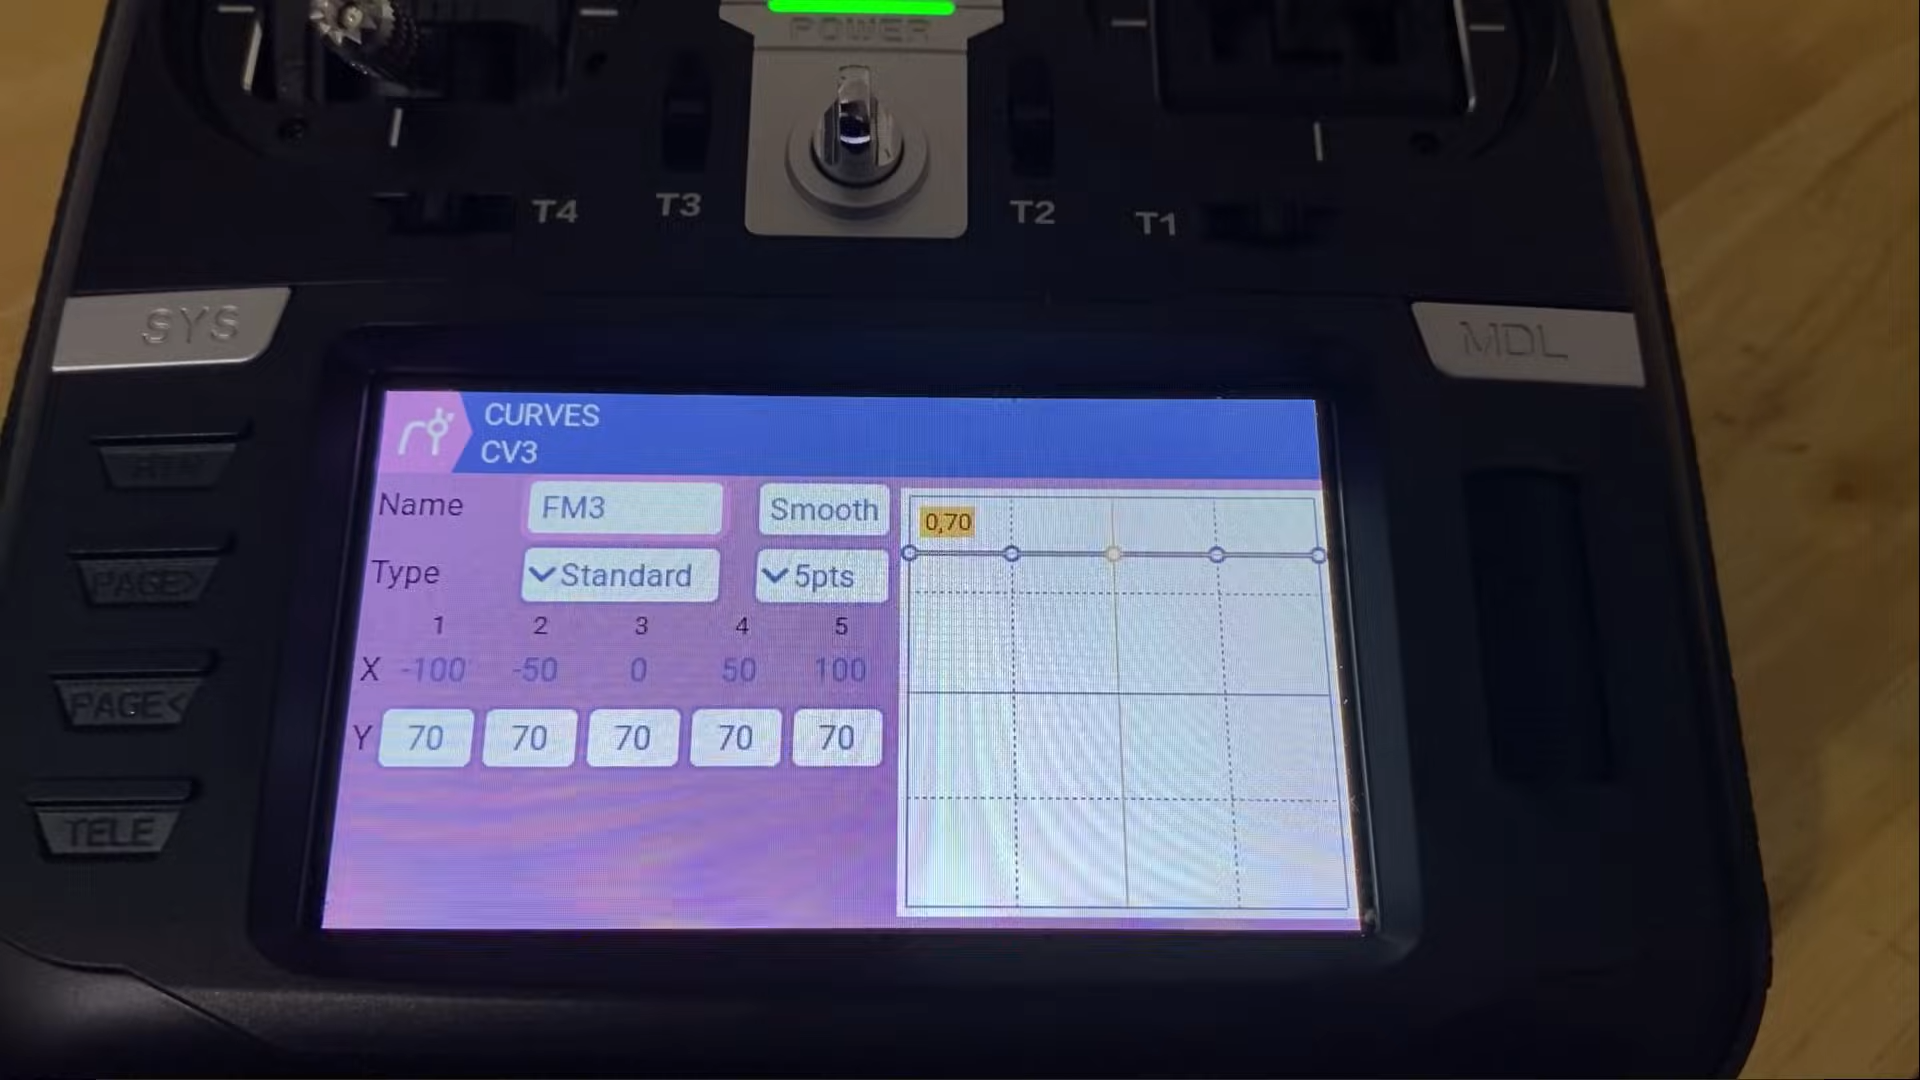 POWER
T4 T3 T2 T1
SYS
MDL
CURVES
CV3
Name FM3 Smooth
Type Standard 5pts
1 2 3 4 5
X -100 -50 0 50 100
Y 70 70 70 70 70
0,70
PAGE>
PAGE<
TELE